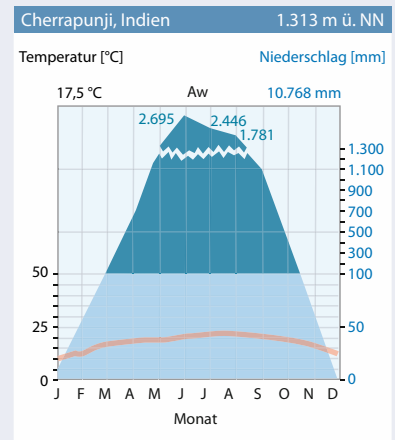 Cherrapunji, Indien 1.313 m ü. NN
Temperatur [°C] Niederschlag [mm]
17,5 °C Aw 10.768 mm
2.695 2.446
1.781
1.300
1.100
900
700
500
300
50 100
25 50
0 0
J F M A M J J A S O N D
Monat